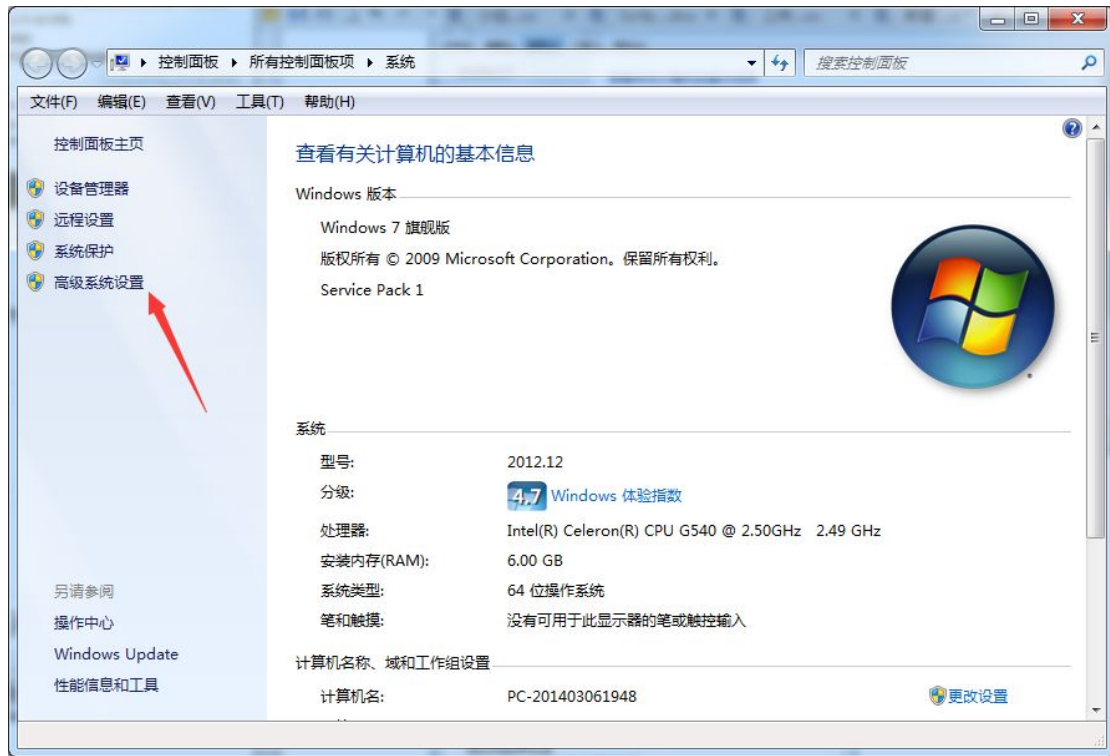 控制面板 所有控制面板项 系统
搜索控制面板
文件(F) 编辑(E) 查看(V) 工具(T) 帮助(H)
控制面板主页
设备管理器
远程设置
系统保护
高级系统设置
另请参阅
操作中心
Windows Update
性能信息和工具
查看有关计算机的基本信息
Windows 版本
Windows 7 旗舰版
版权所有 © 2009 Microsoft Corporation。保留所有权利。
Service Pack 1
系统
型号: 2012.12
分级: 4.7 Windows 体验指数
处理器: Intel(R) Celeron(R) CPU G540 @ 2.50GHz 2.49 GHz
安装内存(RAM): 6.00 GB
系统类型: 64 位操作系统
笔和触摸: 没有可用于此显示器的笔或触控输入
计算机名称、域和工作组设置
计算机名: PC-201403061948 更改设置